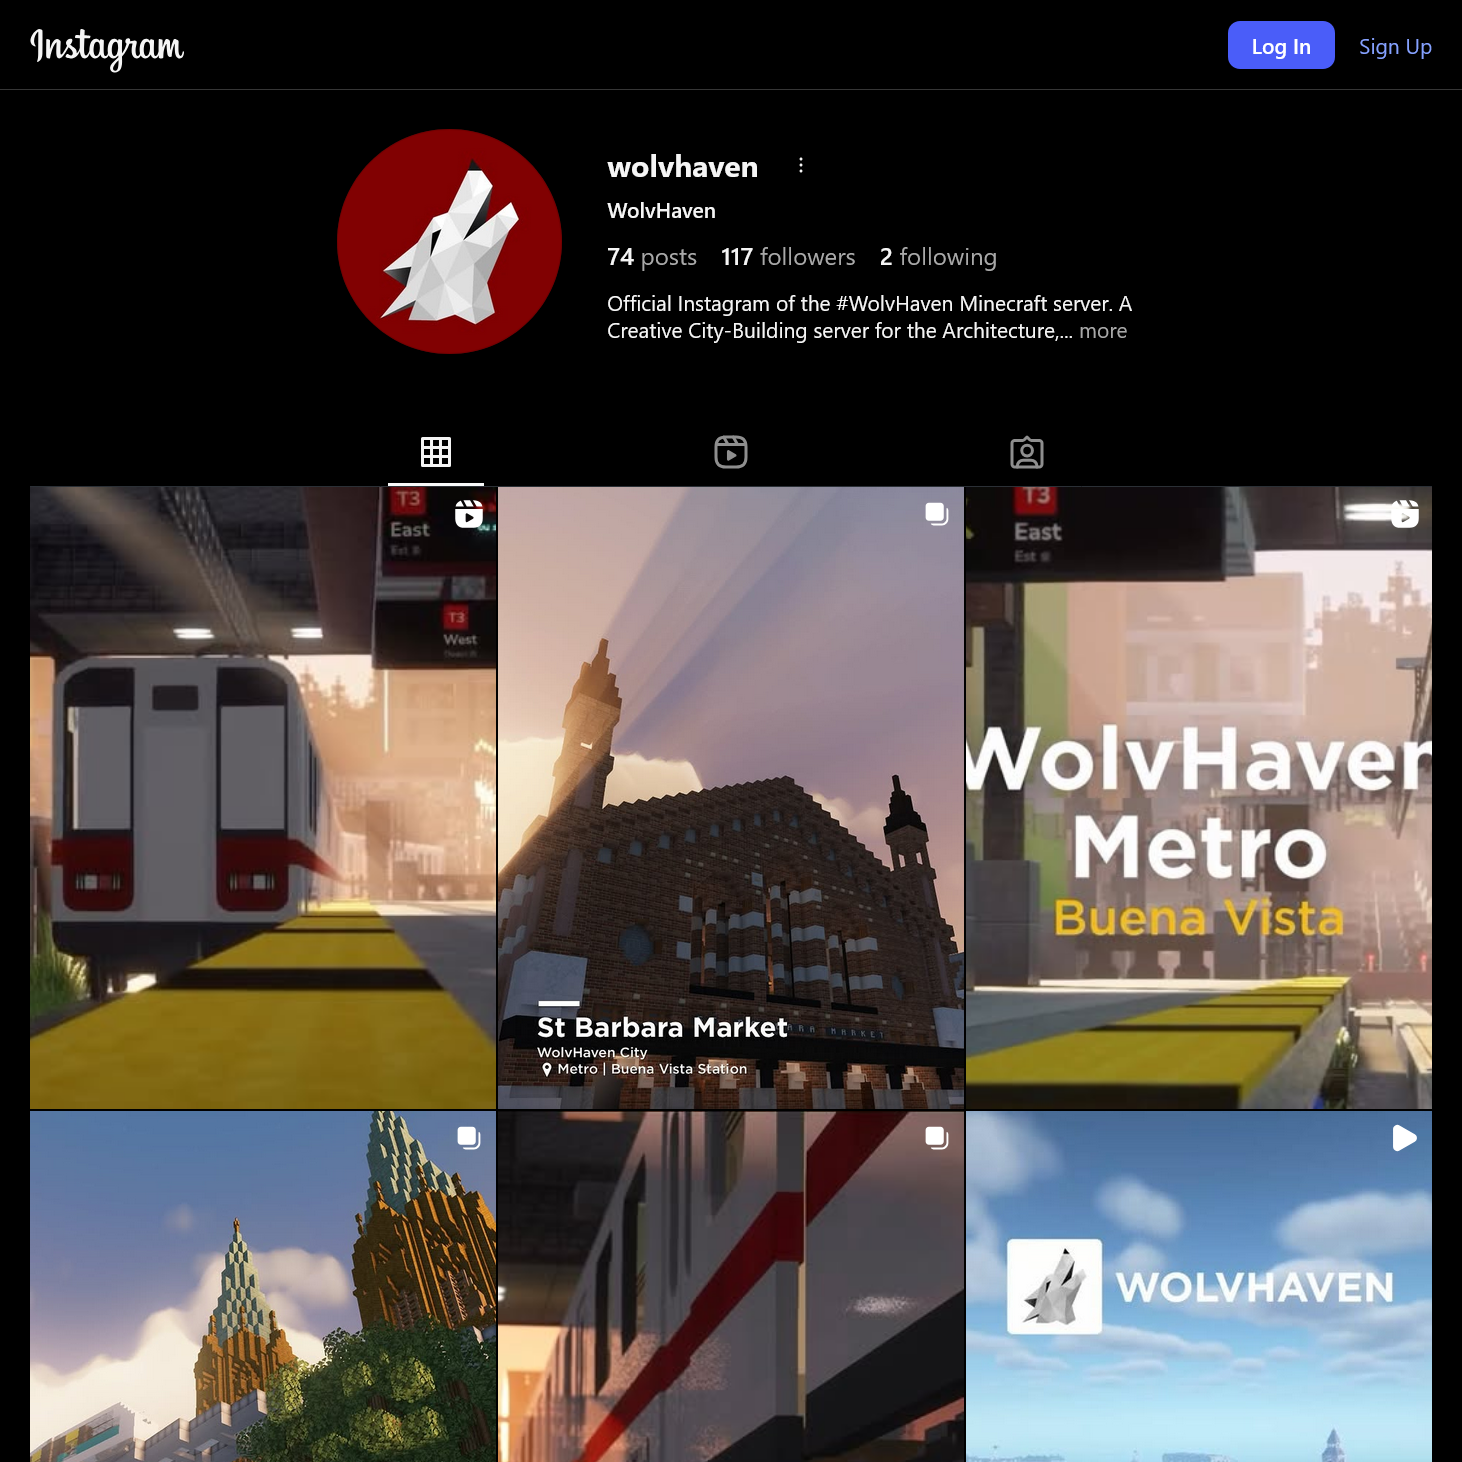 Instagram
Log In
Sign Up
wolvhaven
WolvHaven
74 posts 117 followers 2 following
Official Instagram of the #WolvHaven Minecraft server. A
Creative City-Building server for the Architecture,... more
T3
East
T3
West
St Barbara Market
WolvHaven City
Metro | Buena Vista Station
MARKET
T3
East
Est
WolvHaven
Metro
Buena Vista
WOLVHAVEN